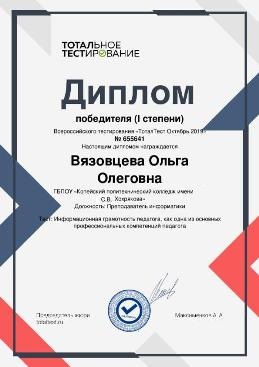 ТОТАЛЬНОЕ
ТЕСТИРОВАНИЕ
Диплом
победителя (I степени)
Всероссийского тестирования «ТоталТест Октябрь 2019»
№ 655641
Настоящим дипломом награждается
Вязовцева Ольга
Олеговна
ГБПОУ «Копейский политехнический колледж имени
С.В. Хохрякова»
Должность: Преподаватель информатики
Тест: Информационная грамотность педагога, как одна из основных
профессиональных компетенций педагога
Председатель жюри
totaltest.ru
Максименков А. А.